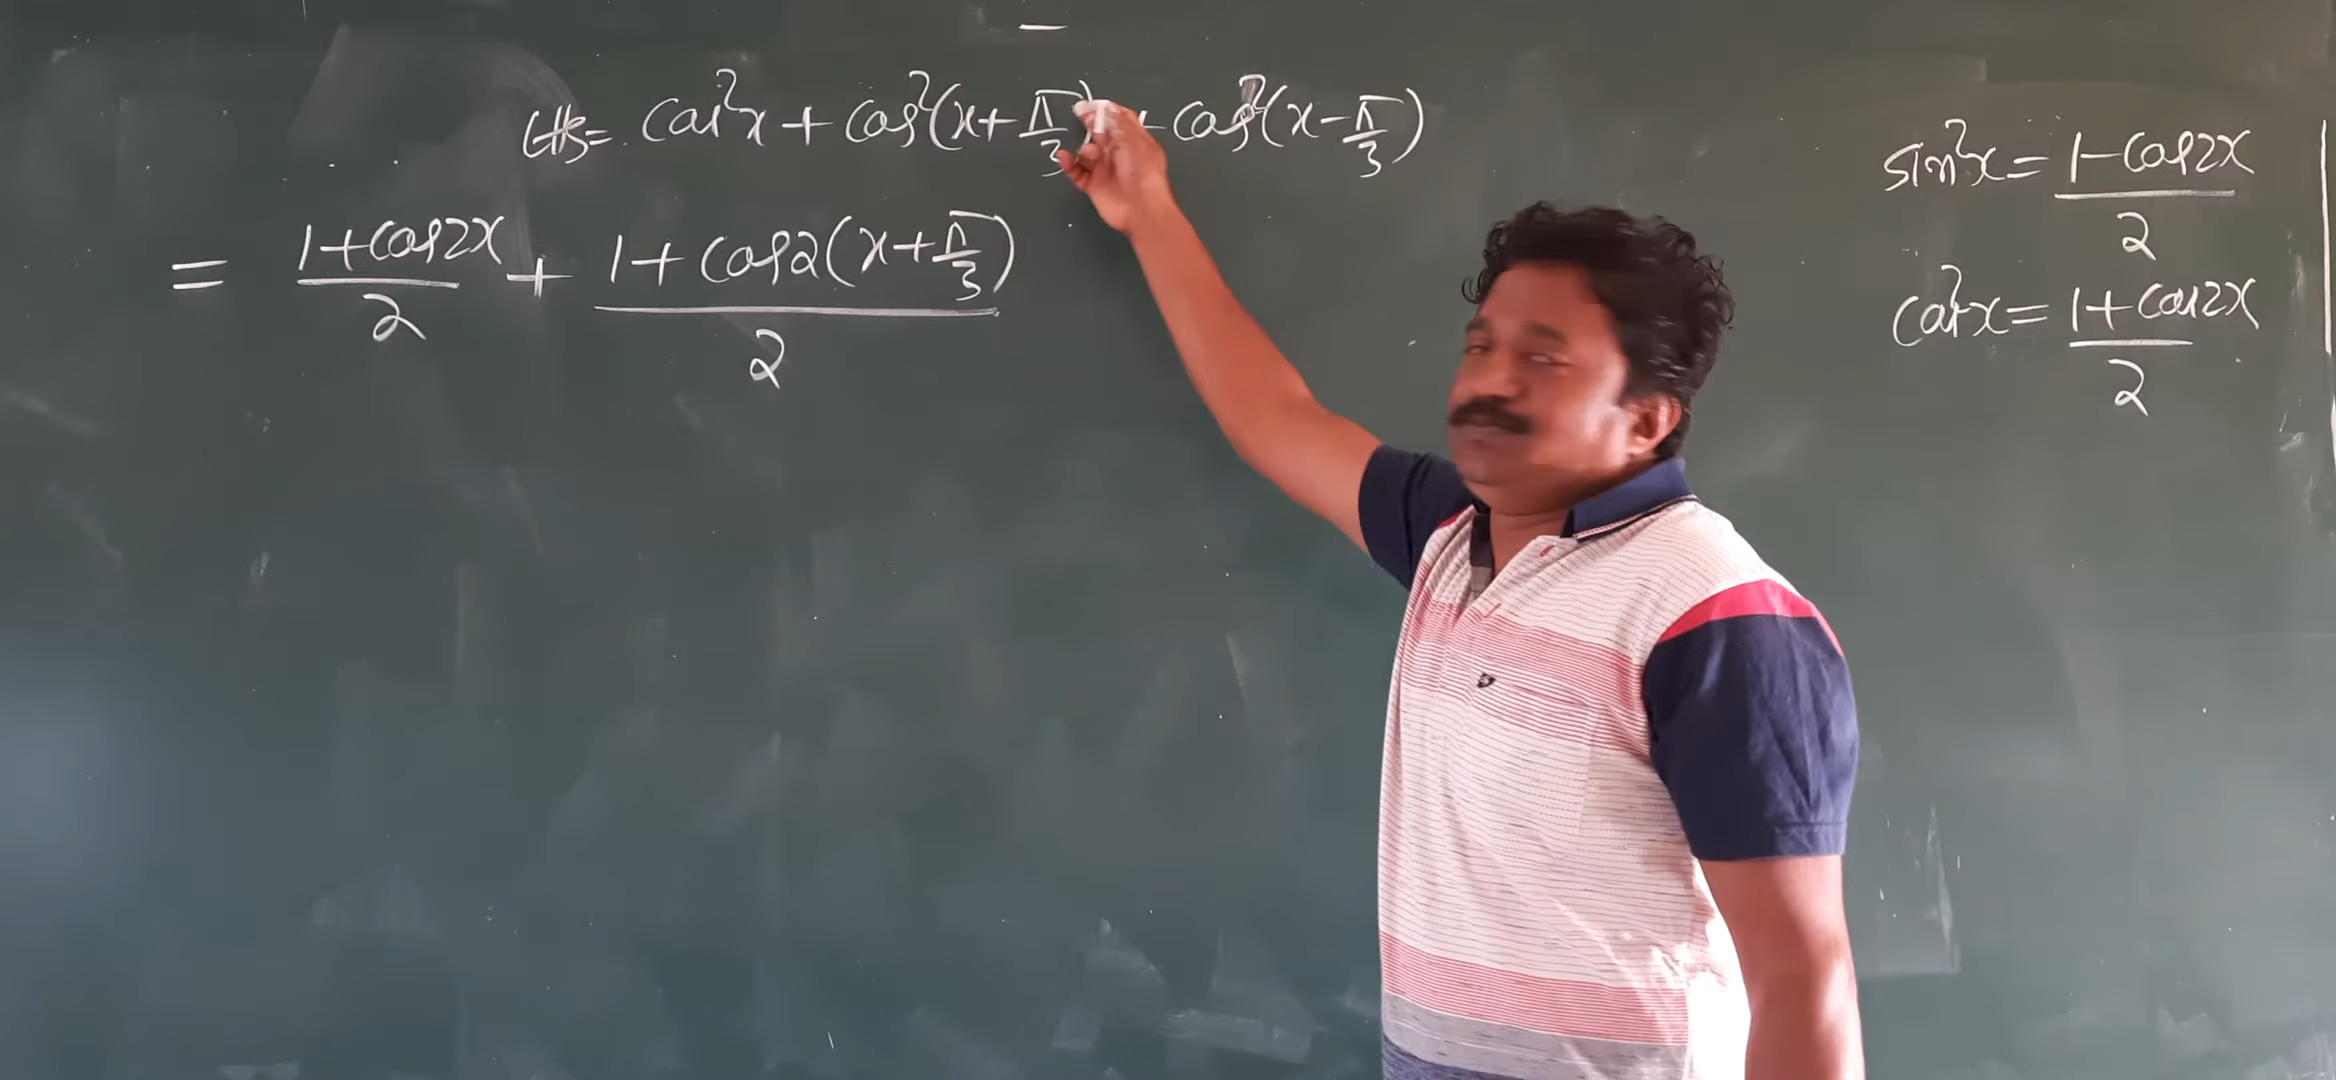 LHS = cos²x + cos²(x+π/3) + cos²(x-π/3)
= (1+cos2x)/2 + (1+cos2(x+π/3))/2
sin²x = (1-cos2x)/2
cos²x = (1+cos2x)/2